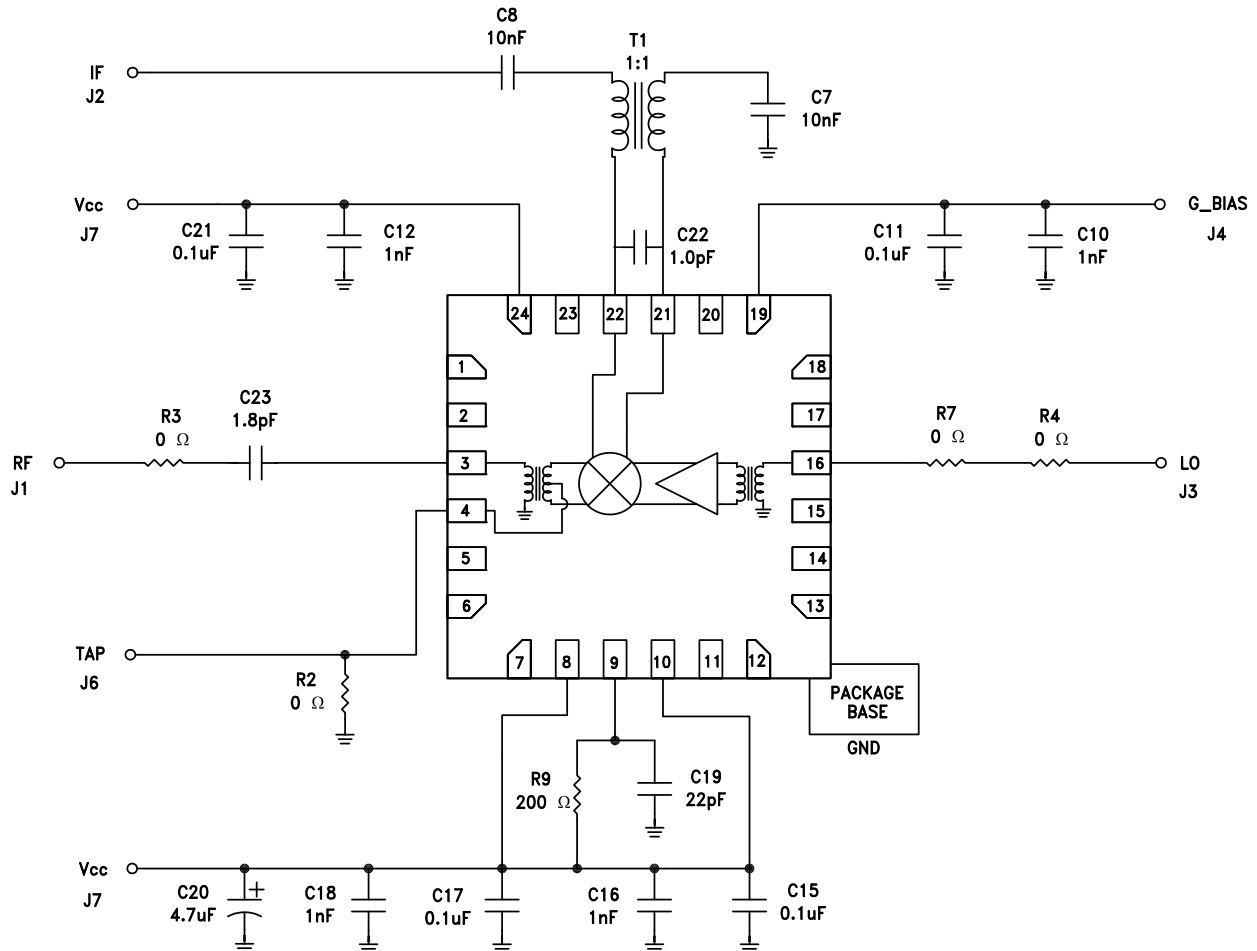 C8
10nF
T1
1:1
IF
J2
C7
10nF
Vcc
J7
C21
0.1uF
C12
1nF
C22
1.0pF
C11
0.1uF
C10
1nF
G_BIAS
J4
24
23
22
21
20
19
1
18
2
17
R3
0 Ω
C23
1.8pF
R7
0 Ω
R4
0 Ω
RF
J1
3
16
LO
J3
4
15
5
14
6
13
TAP
J6
R2
0 Ω
7
8
9
10
11
12
PACKAGE
BASE
GND
R9
200 Ω
C19
22pF
Vcc
J7
C20
4.7uF
+
C18
1nF
C17
0.1uF
C16
1nF
C15
0.1uF